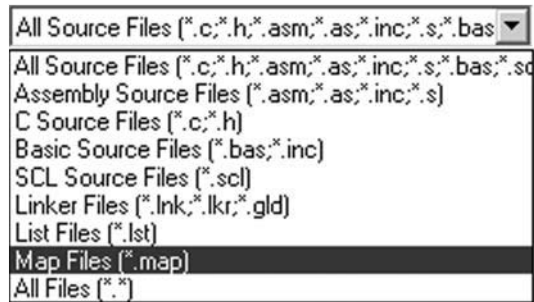 All Source Files (*.c;*.h;*.asm;*.as;*.inc;*.s;*.bas
All Source Files (*.c;*.h;*.asm;*.as;*.inc;*.s;*.bas;*.sc
Assembly Source Files (*.asm;*.as;*.inc;*.s)
C Source Files (*.c;*.h)
Basic Source Files (*.bas;*.inc)
SCL Source Files (*.scl)
Linker Files (*.lnk;*.lkr;*.gld)
List Files (*.lst)
Map Files (*.map)
All Files (*.*)